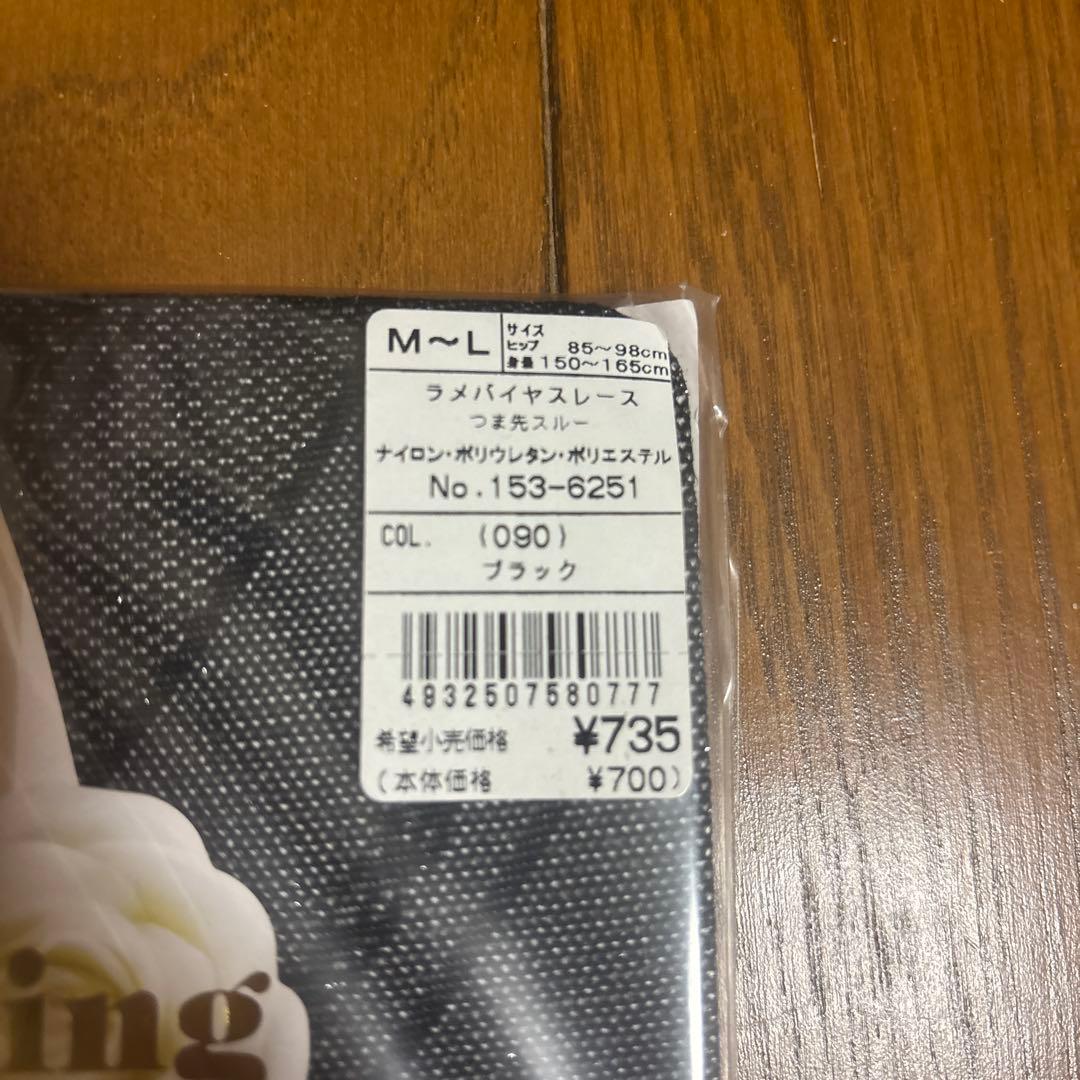 M〜L
サイズ
ヒップ 85〜98cm
身長 150〜165cm
ラメバイヤスレース
つま先スルー
ナイロン・ポリウレタン・ポリエステル
No.153-6251
COL. (090)
ブラック
4932507580777
希望小売価格 ¥735
(本体価格 ¥700)
ing